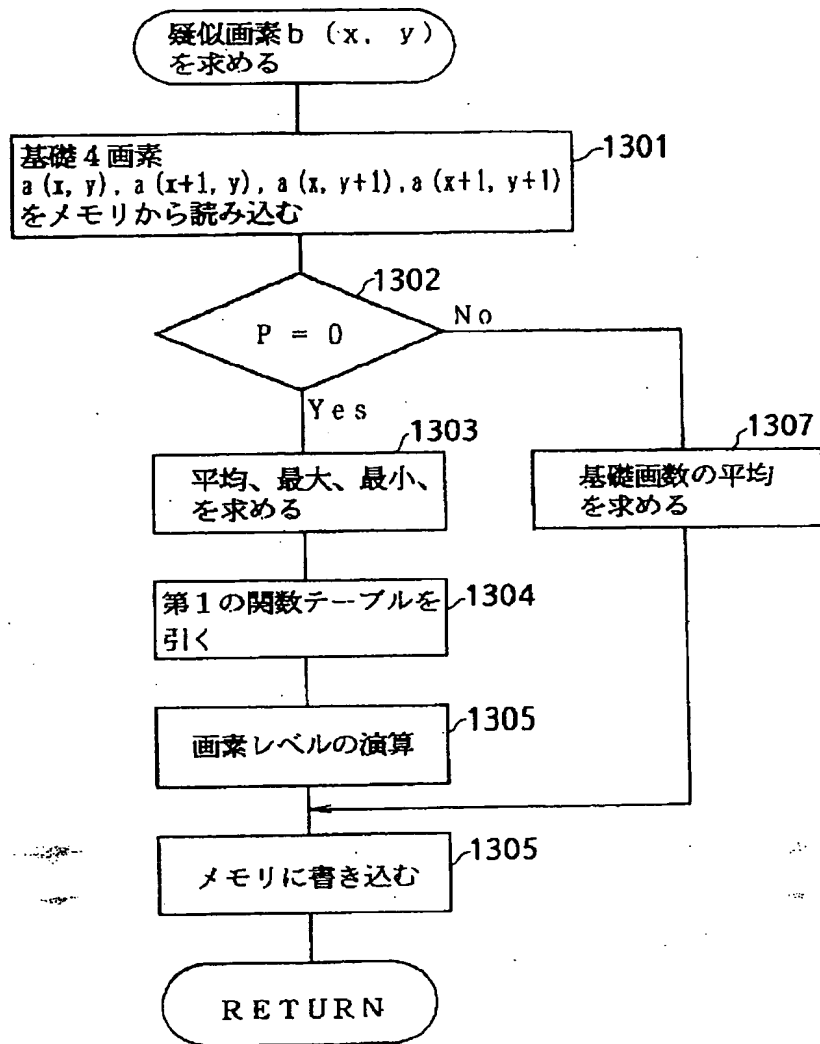 疑似画素b (x, y)
を求める
基礎4画素
a(x, y), a(x+1, y), a(x, y+1), a(x+1, y+1)
をメモリから読み込む
1301
1302
P = 0
No
Yes
1303
平均、最大、最小、
を求める
1307
基礎画数の平均
を求める
第1の関数テーブルを
引く
1304
画素レベルの演算
1305
メモリに書き込む
1305
RETURN